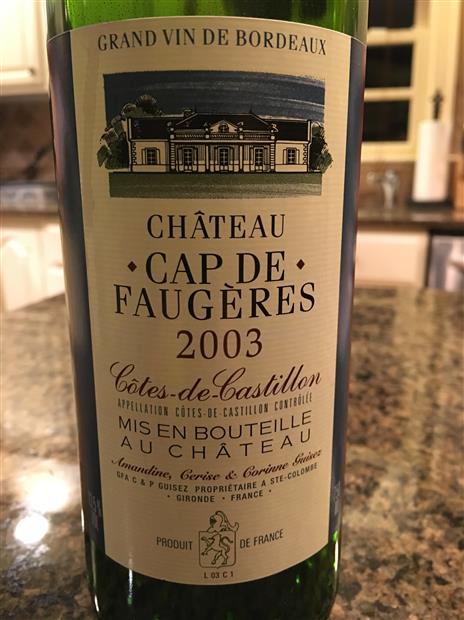 GRAND VIN DE BORDEAUX
CHÂTEAU
CAP DE
FAUGÈRES
2003
Côtes-de-Castillon
APPELLATION CÔTES-DE-CASTILLON CONTRÔLÉE
MIS EN BOUTEILLE
AU CHÂTEAU
Amandine, Cerise & Corinne Guisez
GFA C & P GUISEZ PROPRIÉTAIRE A STE-COLOMBE
• GIRONDE • FRANCE •
PRODUIT DE FRANCE
L 03 C 1